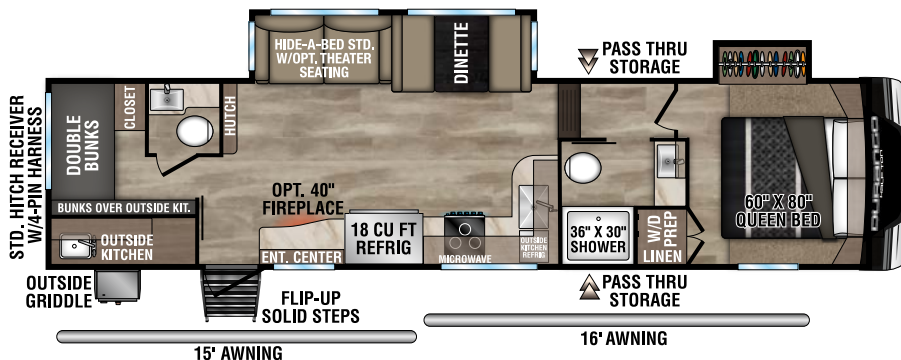 HIDE-A-BED STD.
W/OPT. THEATER
SEATING
DINETTE
PASS THRU
STORAGE
STD. HITCH RECEIVER
W/4-PIN HARNESS
DOUBLE
BUNKS
CLOSET
HUTCH
BUNKS OVER OUTSIDE KIT.
OUTSIDE
KITCHEN
OUTSIDE
GRIDDLE
FLIP-UP
SOLID STEPS
OPT. 40"
FIREPLACE
ENT. CENTER
18 CU FT
REFRIG
MICROWAVE
OUTSIDE
KITCHEN
REFRIG
36" X 30"
SHOWER
W/D
PREP
LINEN
60" X 80"
QUEEN BED
DURANGO
PASS THRU
STORAGE
15' AWNING
16' AWNING